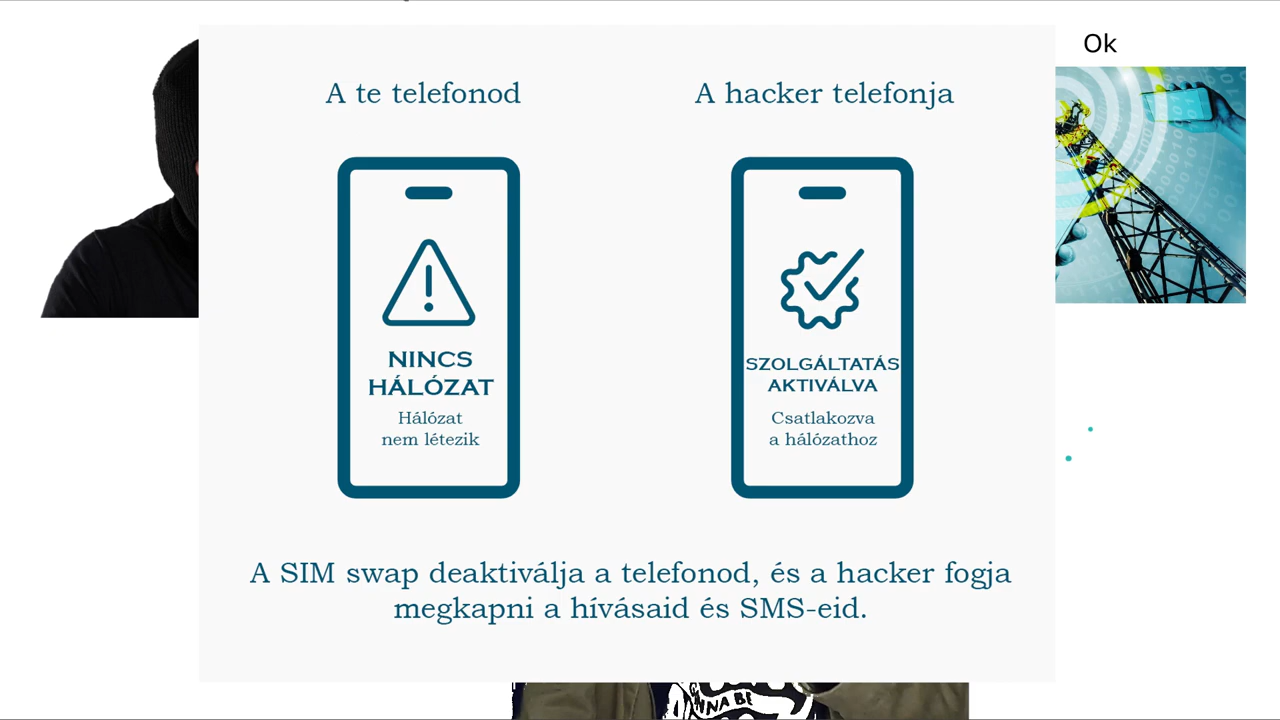 Ok
A te telefonod
A hacker telefonja
NINCS
HÁLÓZAT
Hálózat
nem létezik
SZOLGÁLTATÁS
AKTIVÁLVA
Csatlakozva
a hálózathoz
A SIM swap deaktiválja a telefonod, és a hacker fogja
megkapni a hívásaid és SMS-eid.